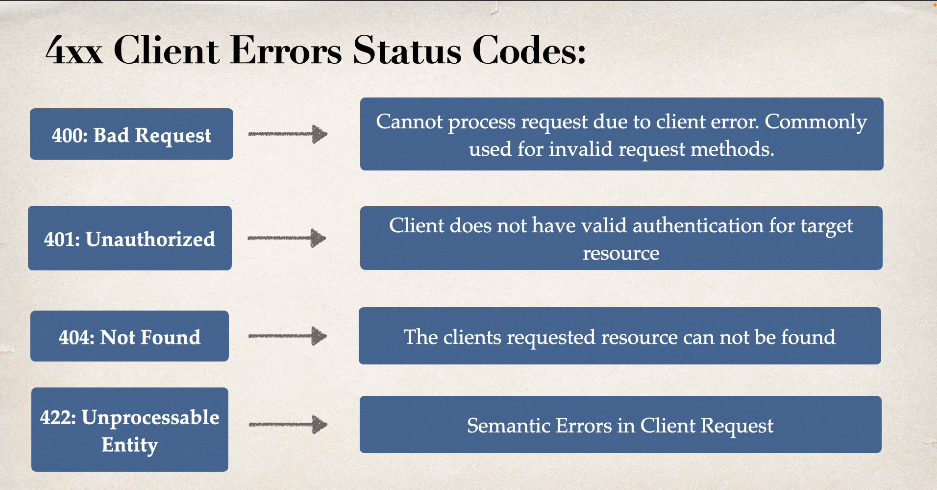 4xx Client Errors Status Codes:
400: Bad Request
Cannot process request due to client error. Commonly
used for invalid request methods.
401: Unauthorized
Client does not have valid authentication for target
resource
404: Not Found
The clients requested resource can not be found
422: Unprocessable
Entity
Semantic Errors in Client Request